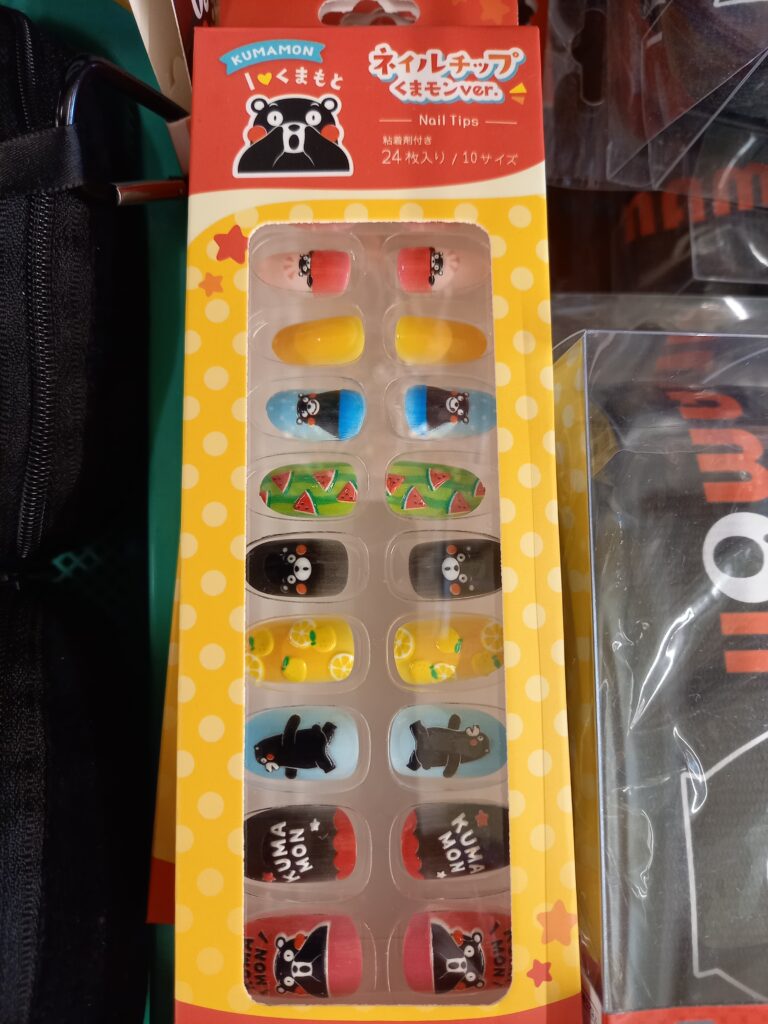 KUMAMON
I♥くまもと
ネイルチップ
くまモンver.
Nail Tips
粘着剤付き
24枚入り / 10サイズ
KUMA
MON
KUMA
MON
KUMA
MON